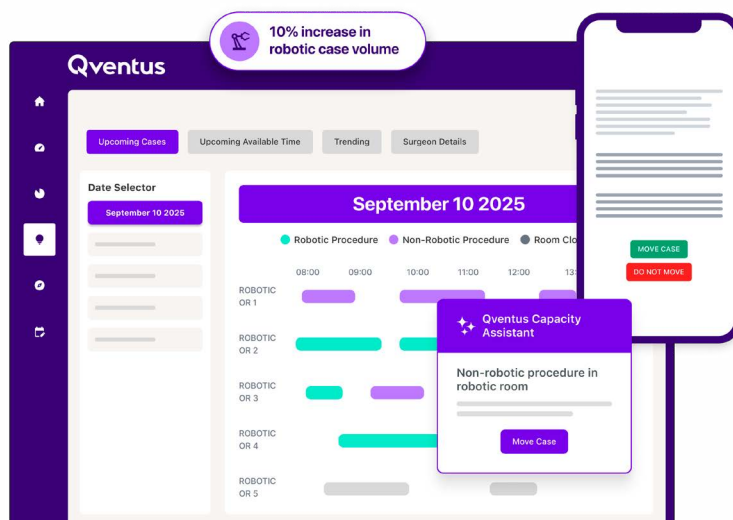 10% increase in
robotic case volume
Qventus
Upcoming Cases
Upcoming Available Time
Trending
Surgeon Details
Date Selector
September 10 2025
September 10 2025
Robotic Procedure
Non-Robotic Procedure
Room Clo
08:00 09:00 10:00 11:00 12:00 13:
ROBOTIC
OR 1
ROBOTIC
OR 2
ROBOTIC
OR 3
ROBOTIC
OR 4
ROBOTIC
OR 5
Qventus Capacity
Assistant
Non-robotic procedure in
robotic room
Move Case
MOVE CASE
DO NOT MOVE